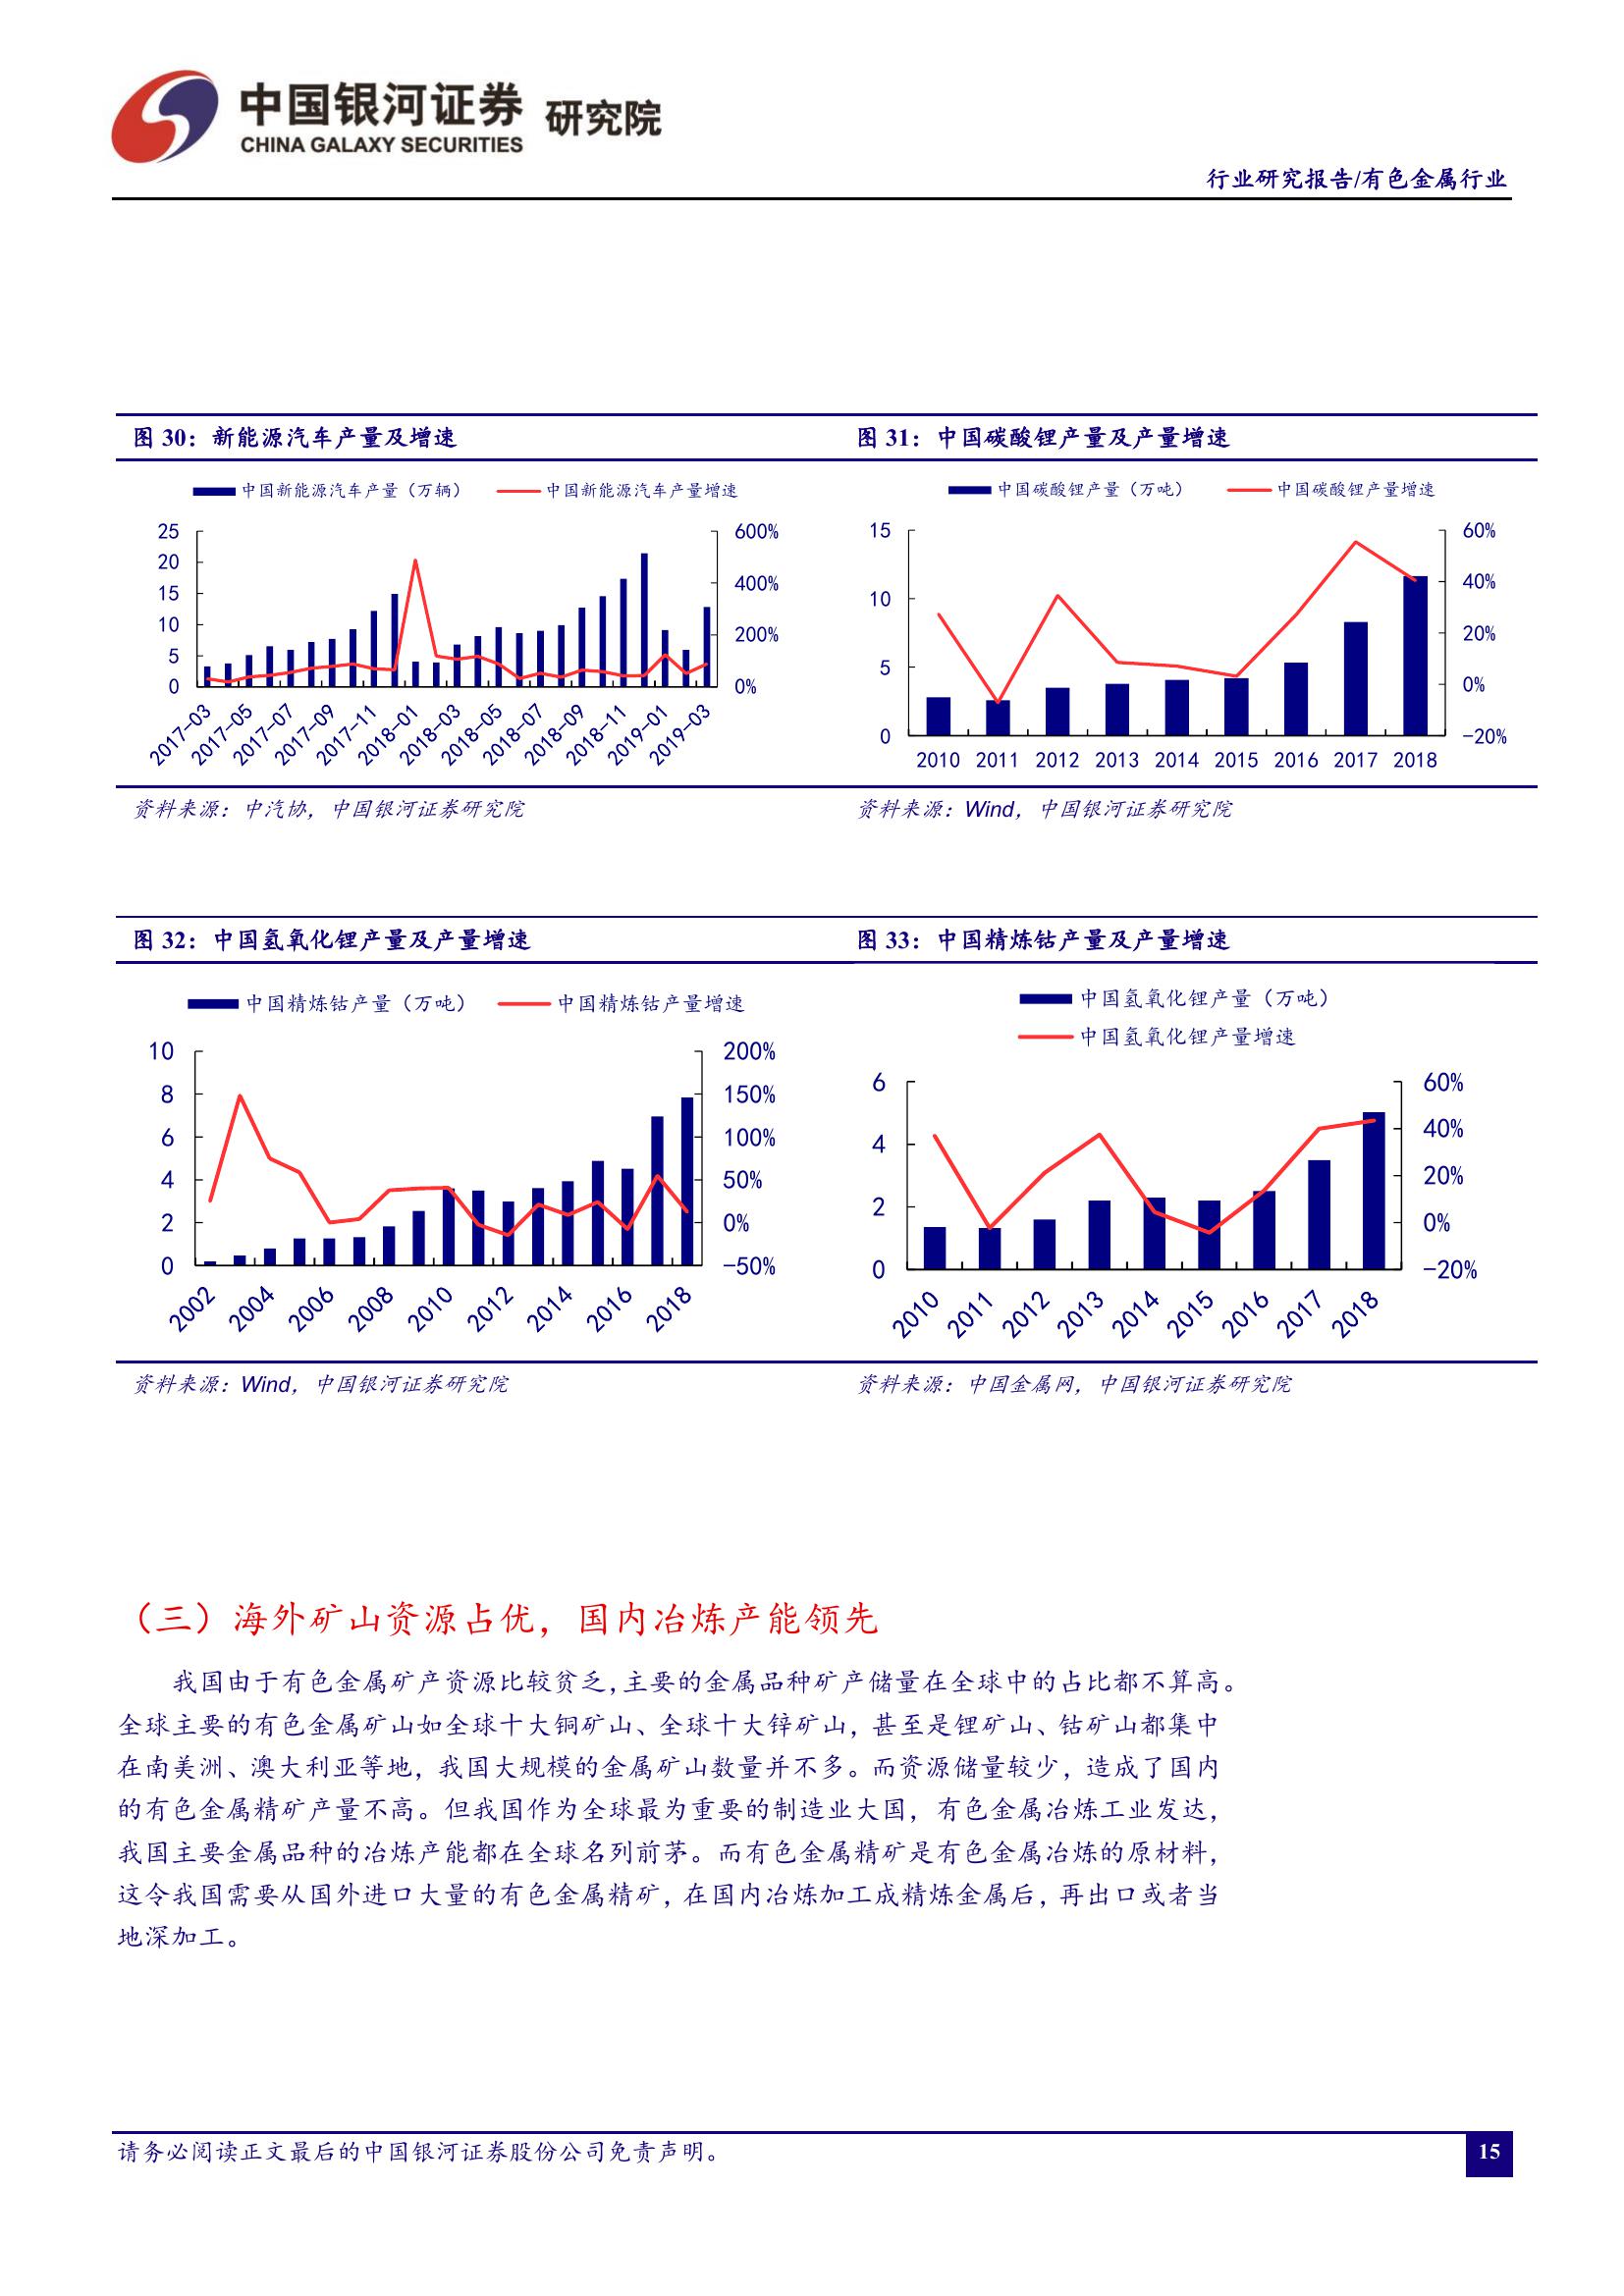 中国银河证券 研究院
CHINA GALAXY SECURITIES
行业研究报告/有色金属行业
图 30：新能源汽车产量及增速
图 31：中国碳酸锂产量及产量增速
中国新能源汽车产量（万辆） 中国新能源汽车产量增速
25
20
15
10
5
0
600%
400%
200%
0%
2017-03 2017-05 2017-07 2017-09 2017-11 2018-01 2018-03 2018-05 2018-07 2018-09 2018-11 2019-01 2019-03
中国碳酸锂产量（万吨） 中国碳酸锂产量增速
15
10
5
0
60%
40%
20%
0%
-20%
2010 2011 2012 2013 2014 2015 2016 2017 2018
资料来源：中汽协，中国银河证券研究院
资料来源：Wind，中国银河证券研究院
图 32：中国氢氧化锂产量及产量增速
图 33：中国精炼钴产量及产量增速
中国精炼钴产量（万吨） 中国精炼钴产量增速
10
8
6
4
2
0
200%
150%
100%
50%
0%
-50%
2002 2004 2006 2008 2010 2012 2014 2016 2018
中国氢氧化锂产量（万吨）
中国氢氧化锂产量增速
6
4
2
0
60%
40%
20%
0%
-20%
2010 2011 2012 2013 2014 2015 2016 2017 2018
资料来源：Wind，中国银河证券研究院
资料来源：中国金属网，中国银河证券研究院
（三）海外矿山资源占优，国内冶炼产能领先
我国由于有色金属矿产资源比较贫乏，主要的金属品种矿产储量在全球中的占比都不算高。
全球主要的有色金属矿山如全球十大铜矿山、全球十大锌矿山，甚至是锂矿山、钴矿山都集中
在南美洲、澳大利亚等地，我国大规模的金属矿山数量并不多。而资源储量较少，造成了国内
的有色金属精矿产量不高。但我国作为全球最为重要的制造业大国，有色金属冶炼工业发达，
我国主要金属品种的冶炼产能都在全球名列前茅。而有色金属精矿是有色金属冶炼的原材料，
这令我国需要从国外进口大量的有色金属精矿，在国内冶炼加工成精炼金属后，再出口或者当
地深加工。
请务必阅读正文最后的中国银河证券股份公司免责声明。
15